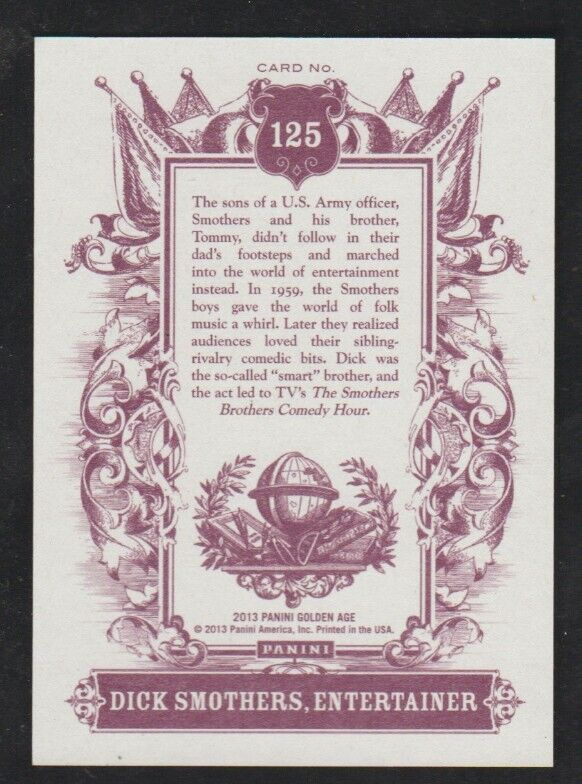 CARD No.
125
The sons of a U.S. Army officer,
Smothers and his brother,
Tommy, didn't follow in their
dad's footsteps and marched
into the world of entertainment
instead. In 1959, the Smothers
boys gave the world of folk
music a whirl. Later they realized
audiences loved their sibling-
rivalry comedic bits. Dick was
the so-called “smart” brother, and
the act led to TV's The Smothers
Brothers Comedy Hour.
2013 PANINI GOLDEN AGE
© 2013 Panini America, Inc. Printed in the USA.
PANINI
DICK SMOTHERS, ENTERTAINER